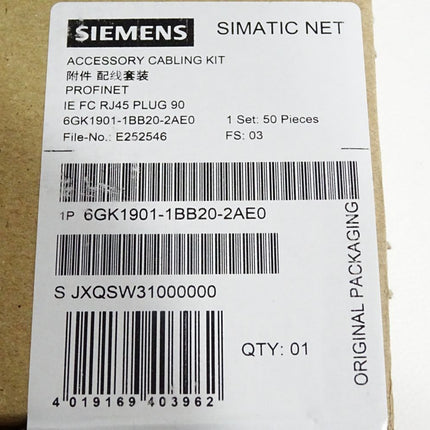 SIEMENS SIMATIC NET
ACCESSORY CABLING KIT
附件 配线套装
PROFINET
IE FC RJ45 PLUG 90
6GK1901-1BB20-2AE0 1 Set: 50 Pieces
File-No.: E252546 FS: 03
1P 6GK1901-1BB20-2AE0
S JXQSW31000000
QTY: 01
4 019169 403962
ORIGINAL PACKAGING